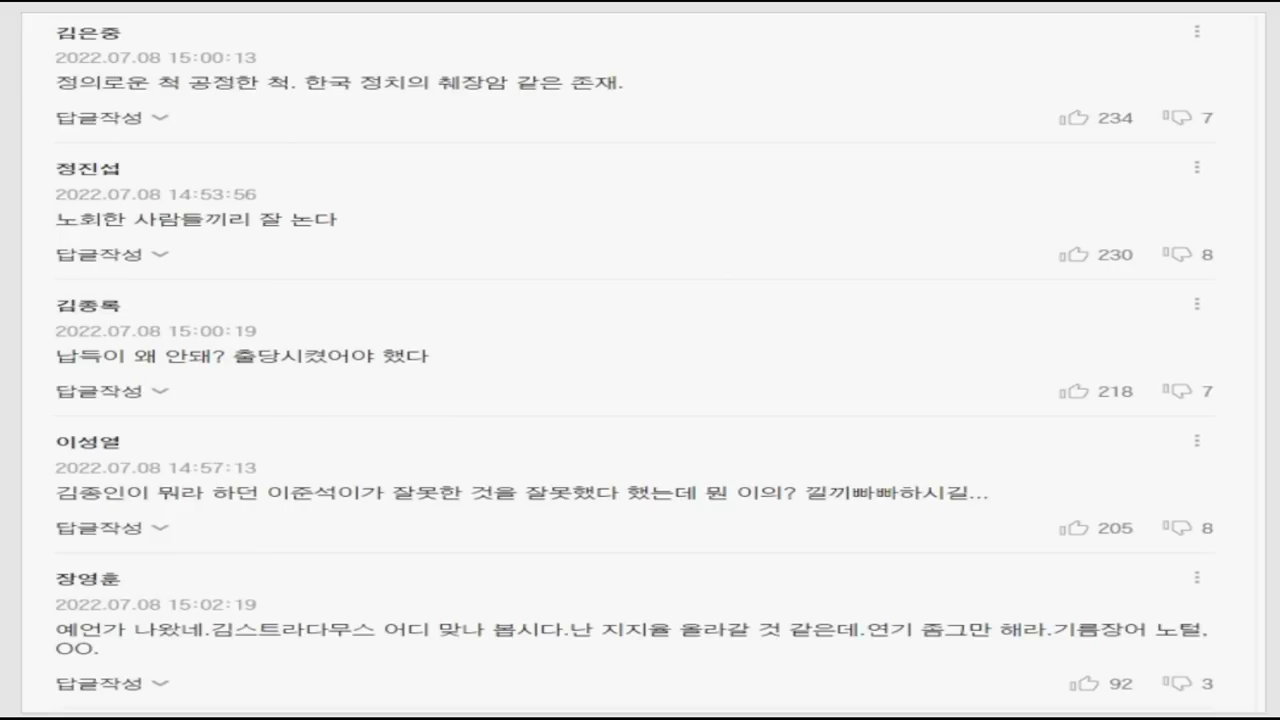 김은중
2022.07.08 15:00:13
정의로운 척 공정한 척. 한국 정치의 췌장암 같은 존재.
답글작성
234 7
정진섭
2022.07.08 14:53:56
노회한 사람들끼리 잘 논다
답글작성
230 8
김종록
2022.07.08 15:00:19
납득이 왜 안돼? 출당시켰어야 했다
답글작성
218 7
이성열
2022.07.08 14:57:13
김종인이 뭐라 하던 이준석이가 잘못한 것을 잘못했다 했는데 뭔 이의? 낄끼빠빠하시길...
답글작성
205 8
장영훈
2022.07.08 15:02:19
예언가 나왔네.김스트라다무스 어디 맞나 봅시다.난 지지율 올라갈 것 같은데.연기 좀그만 해라.기름장어 노털.
OO.
답글작성
92 3